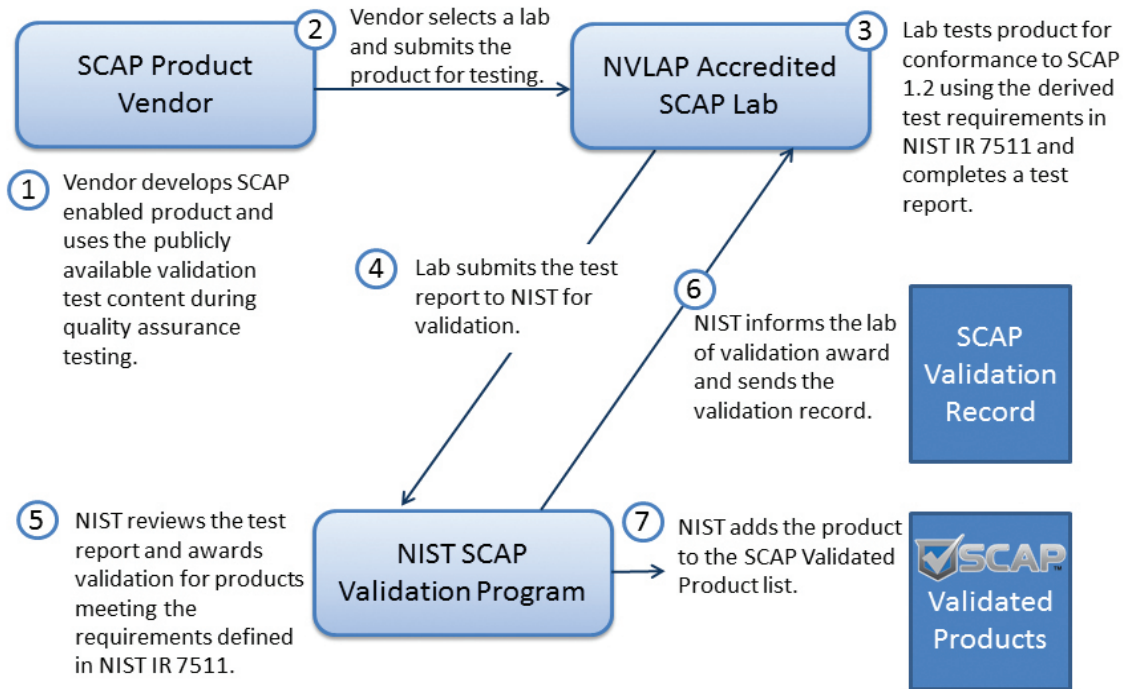 SCAP Product
Vendor
2
Vendor selects a lab
and submits the
product for testing.
NVLAP Accredited
SCAP Lab
3
Lab tests product for
conformance to SCAP
1.2 using the derived
test requirements in
NIST IR 7511 and
completes a test
report.
1
Vendor develops SCAP
enabled product and
uses the publicly
available validation
test content during
quality assurance
testing.
4
Lab submits the test
report to NIST for
validation.
6
NIST informs the lab
of validation award
and sends the
validation record.
SCAP
Validation
Record
5
NIST reviews the test
report and awards
validation for products
meeting the
requirements defined
in NIST IR 7511.
NIST SCAP
Validation Program
7
NIST adds the product
to the SCAP Validated
Product list.
SCAP™
Validated
Products